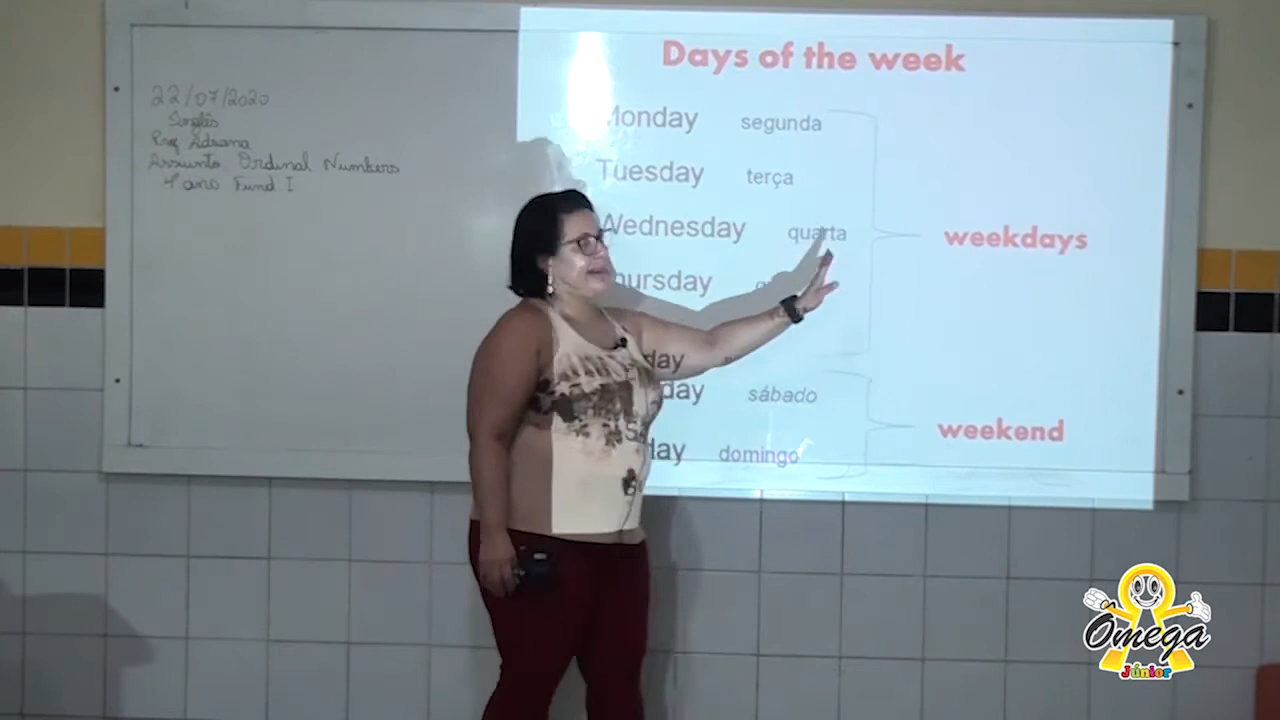 22/07/2020
Inglês
Prof Adriana
Assunto Ordinal Numbers
4º ano Fund I
Days of the week
Monday segunda
Tuesday terça
Wednesday quarta
weekdays
sábado
weekend
domingo
Ômega
Júnior